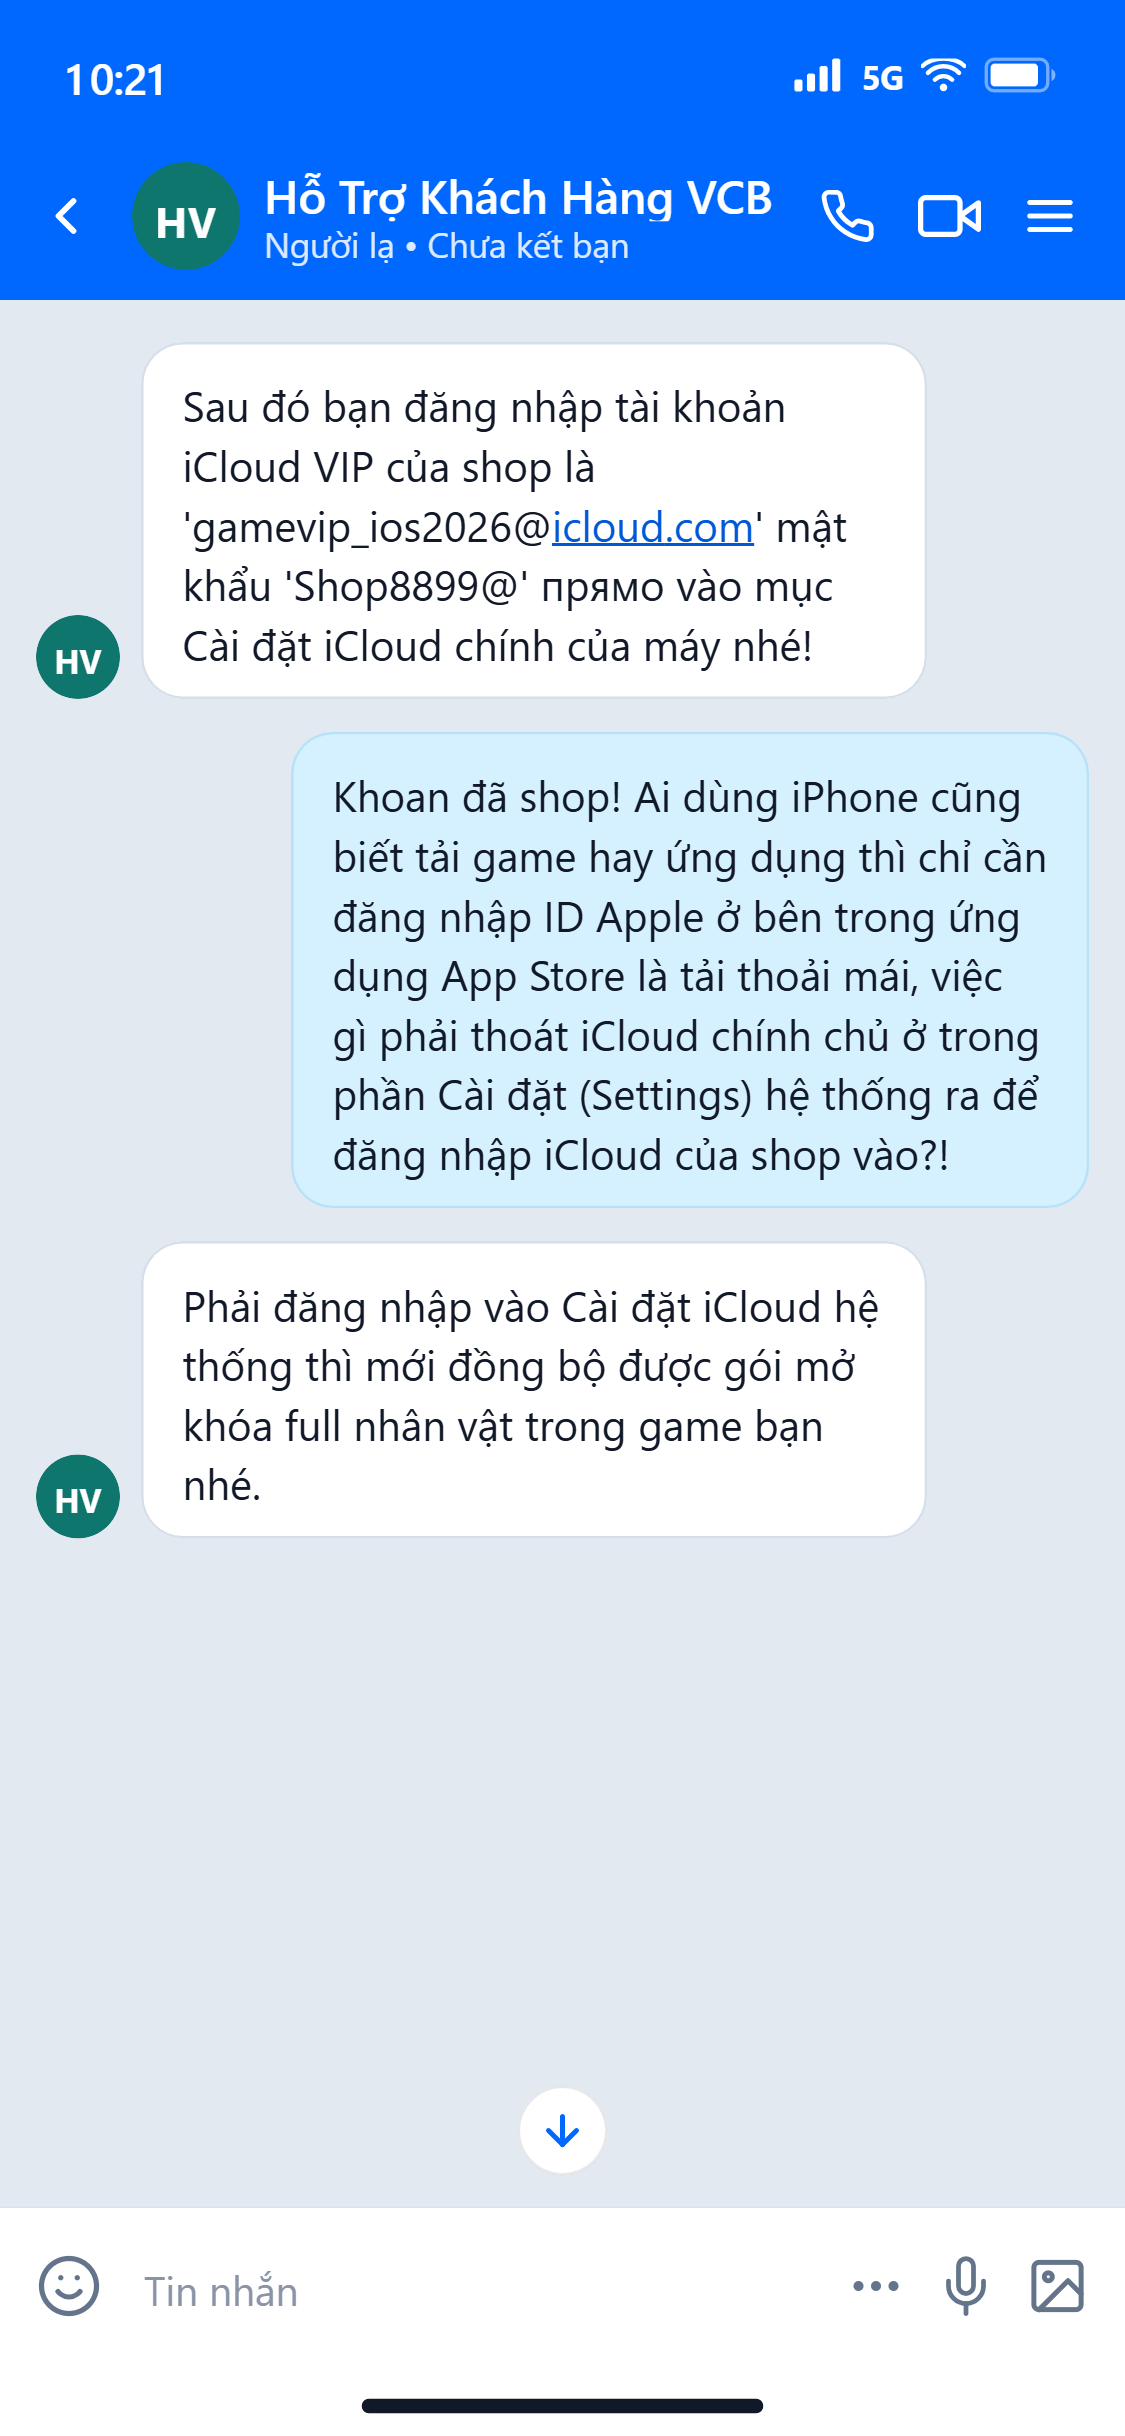 10:21
5G
HV
Hỗ Trợ Khách Hàng VCB
Người lạ • Chưa kết bạn
Sau đó bạn đăng nhập tài khoản
iCloud VIP của shop là
'gamevip_ios2026@icloud.com' mật
khẩu 'Shop8899@' прямо vào mục
Cài đặt iCloud chính của máy nhé!
HV
Khoan đã shop! Ai dùng iPhone cũng
biết tải game hay ứng dụng thì chỉ cần
đăng nhập ID Apple ở bên trong ứng
dụng App Store là tải thoải mái, việc
gì phải thoát iCloud chính chủ ở trong
phần Cài đặt (Settings) hệ thống ra để
đăng nhập iCloud của shop vào?!
Phải đăng nhập vào Cài đặt iCloud hệ
thống thì mới đồng bộ được gói mở
khóa full nhân vật trong game bạn
nhé.
HV
Tin nhắn